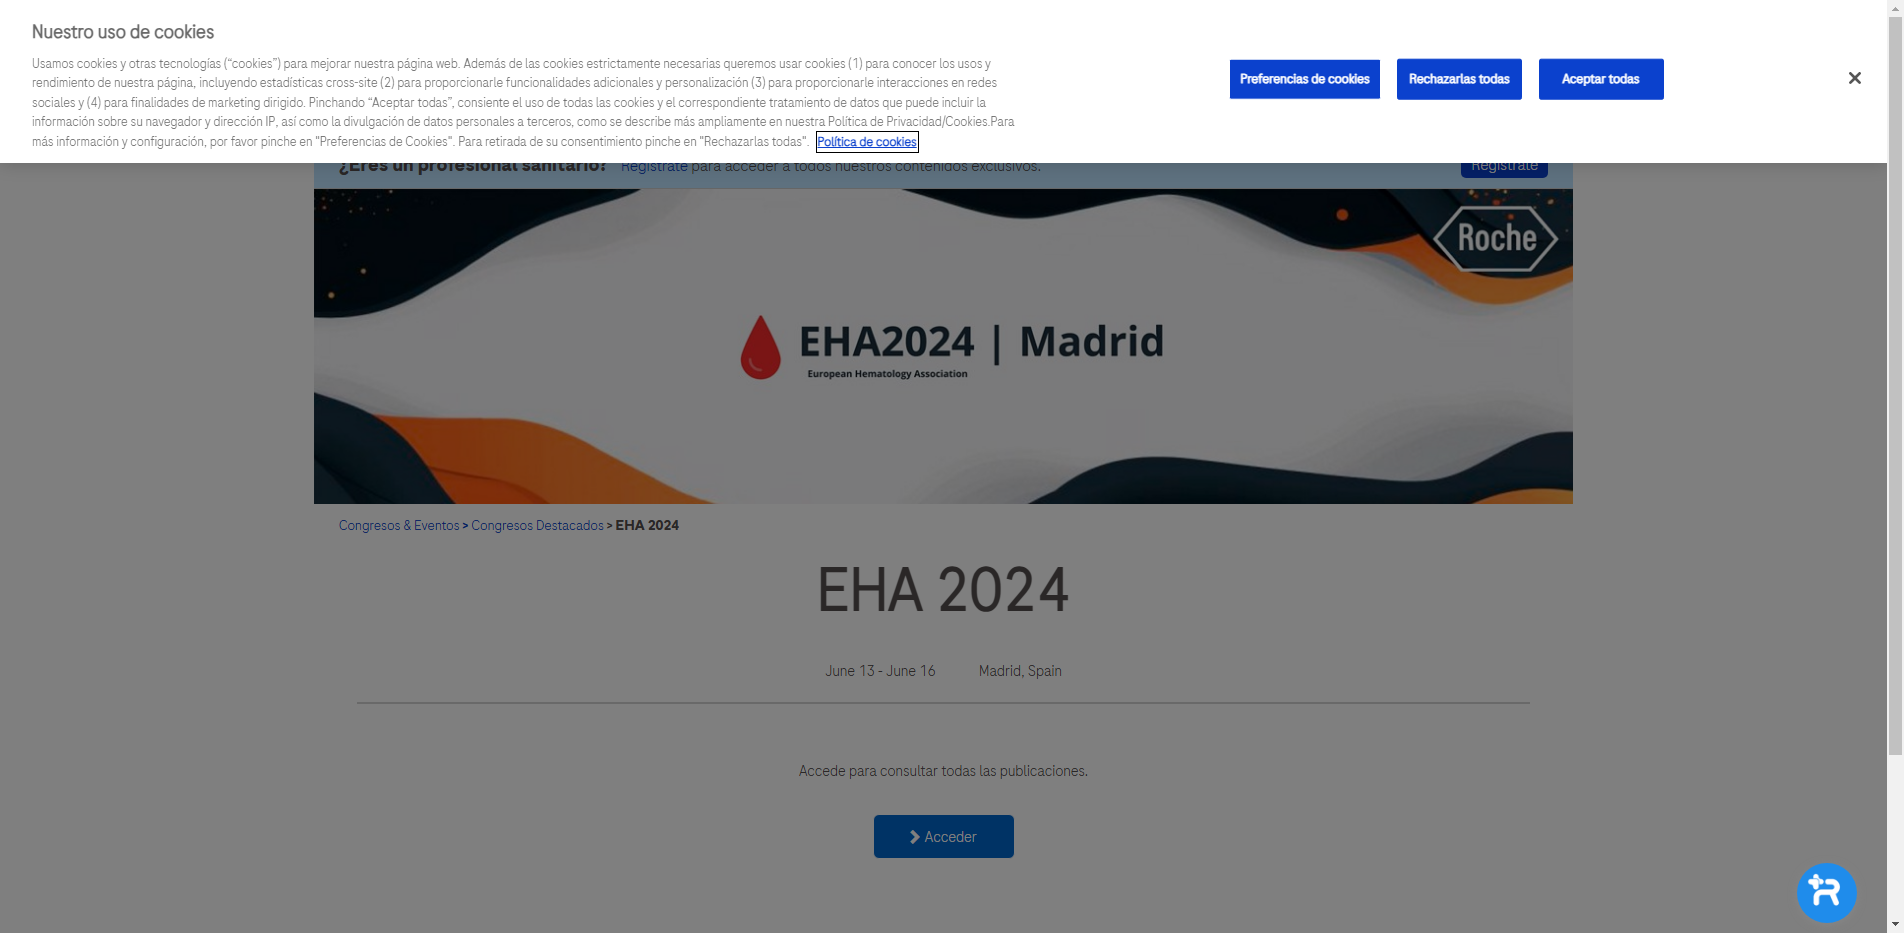 Nuestro uso de cookies
Usamos cookies y otras tecnologías (“cookies”) para mejorar nuestra página web. Además de las cookies estrictamente necesarias queremos usar cookies (1) para conocer los usos y
rendimiento de nuestra página, incluyendo estadísticas cross-site (2) para proporcionarle funcionalidades adicionales y personalización (3) para proporcionarle interacciones en redes
sociales y (4) para finalidades de marketing dirigido. Pinchando “Aceptar todas”, consiente el uso de todas las cookies y el correspondiente tratamiento de datos que puede incluir la
información sobre su navegador y dirección IP, así como la divulgación de datos personales a terceros, como se describe más ampliamente en nuestra Política de Privacidad/Cookies.Para
más información y configuración, por favor pinche en "Preferencias de Cookies". Para retirada de su consentimiento pinche en "Rechazarlas todas". Política de cookies
Preferencias de cookies
Rechazarlas todas
Aceptar todas
¿Eres un profesional sanitario? Regístrate para acceder a todos nuestros contenidos exclusivos.
Regístrate
Roche
EHA2024 | Madrid
European Hematology Association
Congresos & Eventos > Congresos Destacados > EHA 2024
EHA 2024
June 13 - June 16 Madrid, Spain
Accede para consultar todas las publicaciones.
Acceder